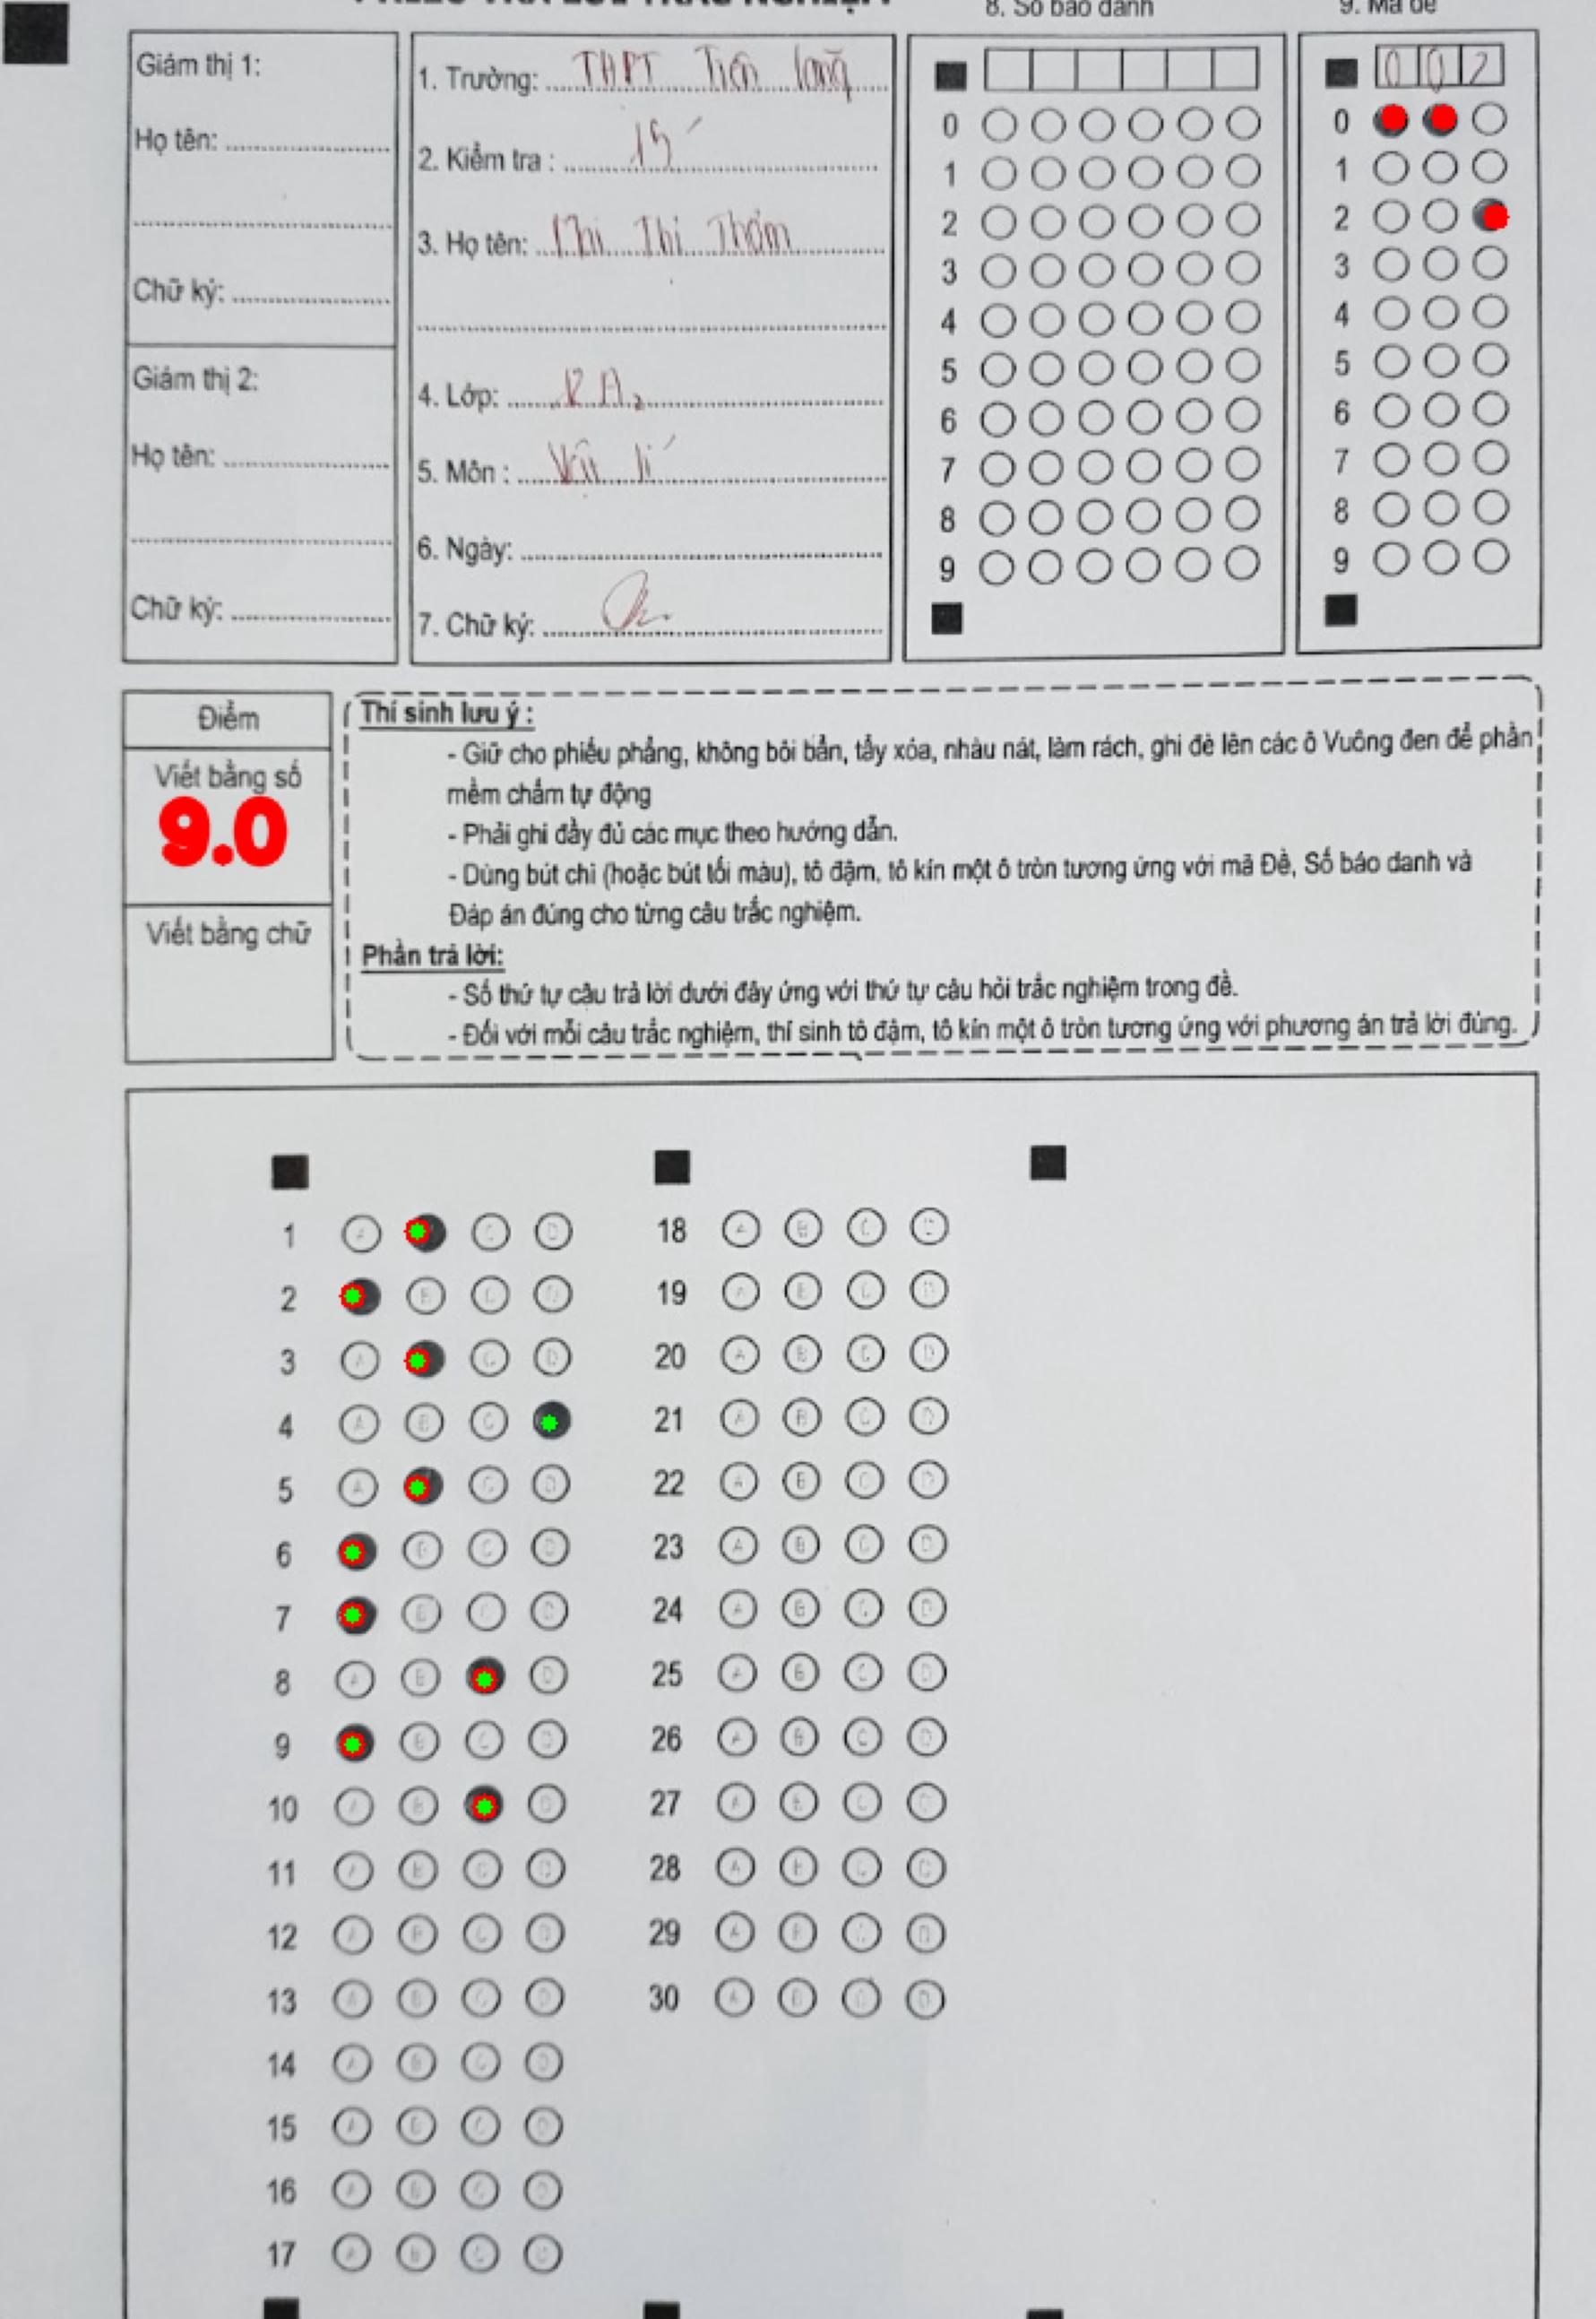 PHIẾU TRẢ LỜI TRẮC NGHIỆM
8. Số báo danh
9. Mã đề
Giám thị 1:
Họ tên:
Chữ ký:
Giám thị 2:
Họ tên:
Chữ ký:
1. Trường: THPT Tiên Lãng
2. Kiểm tra : 15'
3. Họ tên: Thị Thơm
4. Lớp:
5. Môn : Vật lí
6. Ngày:
7. Chữ ký:
0
1
2
3
4
5
6
7
8
9
0 0 2
0
1
2
3
4
5
6
7
8
9
Điểm
Viết bằng số
9.0
Viết bằng chữ
Thí sinh lưu ý :
- Giữ cho phiếu phẳng, không bôi bẩn, tẩy xóa, nhàu nát, làm rách, ghi đè lên các ô Vuông đen để phần
mềm chấm tự động
- Phải ghi đầy đủ các mục theo hướng dẫn.
- Dùng bút chì (hoặc bút tối màu), tô đậm, tô kín một ô tròn tương ứng với mã Đề, Số báo danh và
Đáp án đúng cho từng câu trắc nghiệm.
Phần trả lời:
- Số thứ tự câu trả lời dưới đây ứng với thứ tự câu hỏi trắc nghiệm trong đề.
- Đối với mỗi câu trắc nghiệm, thí sinh tô đậm, tô kín một ô tròn tương ứng với phương án trả lời đúng.
1 A C D
2 B C D
3 A C D
4 A B C
5 A C D
6 B C D
7 B C D
8 A B D
9 B C D
10 A B D
11 A B C D
12 A B C D
13 A B C D
14 A B C D
15 A B C D
16 A B C D
17 A B C D
18 A B C D
19 A B C D
20 A B C D
21 A B C D
22 A B C D
23 A B C D
24 A B C D
25 A B C D
26 A B C D
27 A B C D
28 A B C D
29 A B C D
30 A B C D